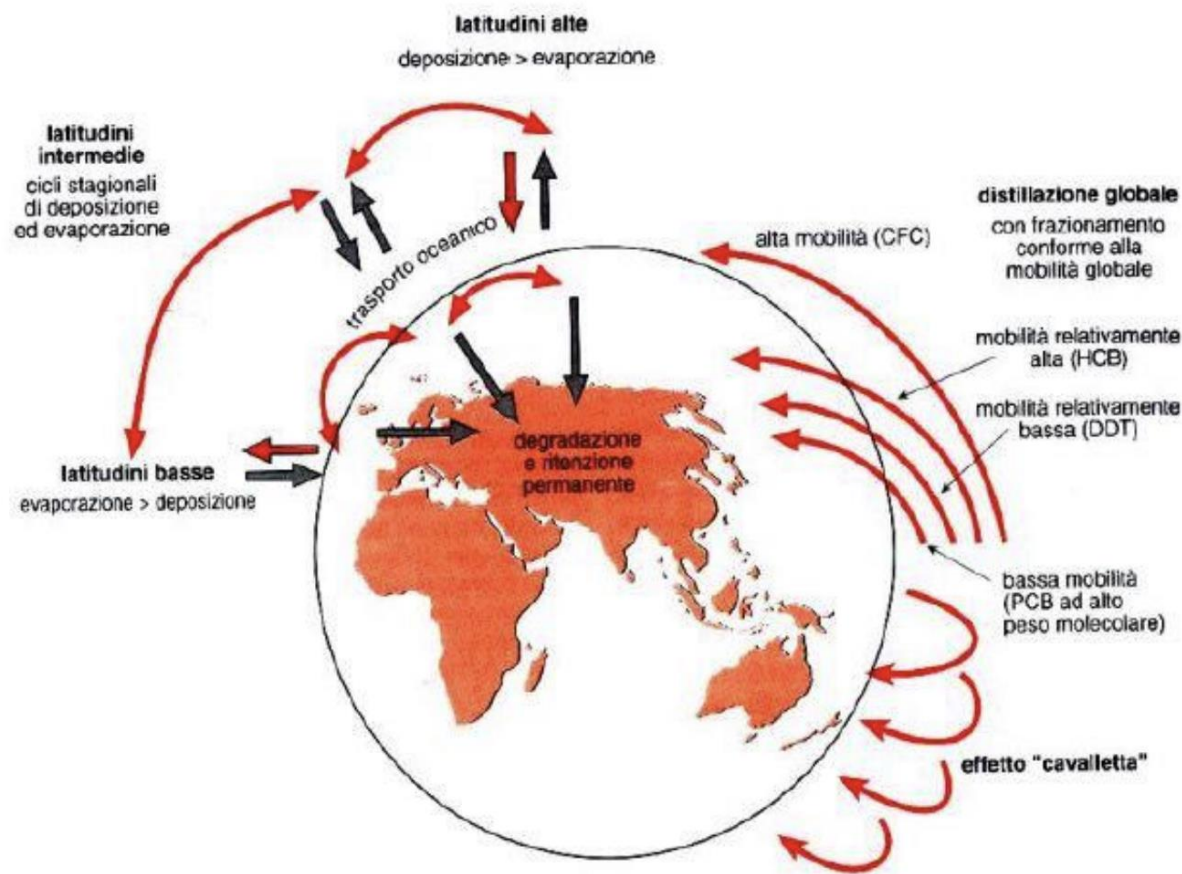 latitudini alte
deposizione > evaporazione
latitudini
intermedie
cicli stagionali
di deposizione
ed evaporazione
trasporto oceanico
latitudini basse
evaporazione > deposizione
degradazione
e ritenzione
permanente
distillazione globale
con frazionamento
conforme alla
mobilità globale
alta mobilità (CFC)
mobilità relativamente
alta (HCB)
mobilità relativamente
bassa (DDT)
bassa mobilità
(PCB ad alto
peso molecolare)
effetto "cavalletta"